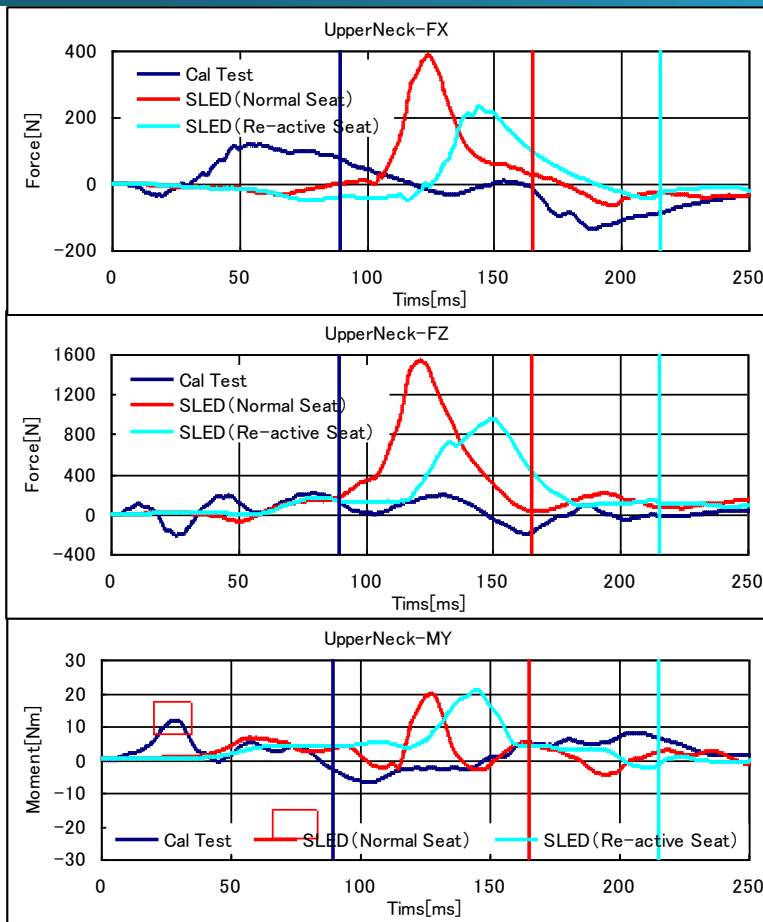 UpperNeck-FX
400
200
0
-200
Force[N]
Cal Test
SLED(Normal Seat)
SLED(Re-active Seat)
0 50 100 150 200 250
Tims[ms]
UpperNeck-FZ
1600
1200
800
400
0
-400
Force[N]
Cal Test
SLED(Normal Seat)
SLED(Re-active Seat)
0 50 100 150 200 250
Tims[ms]
UpperNeck-MY
30
20
10
0
-10
-20
-30
Moment[Nm]
Cal Test SLED(Normal Seat) SLED(Re-active Seat)
0 50 100 150 200 250
Tims[ms]